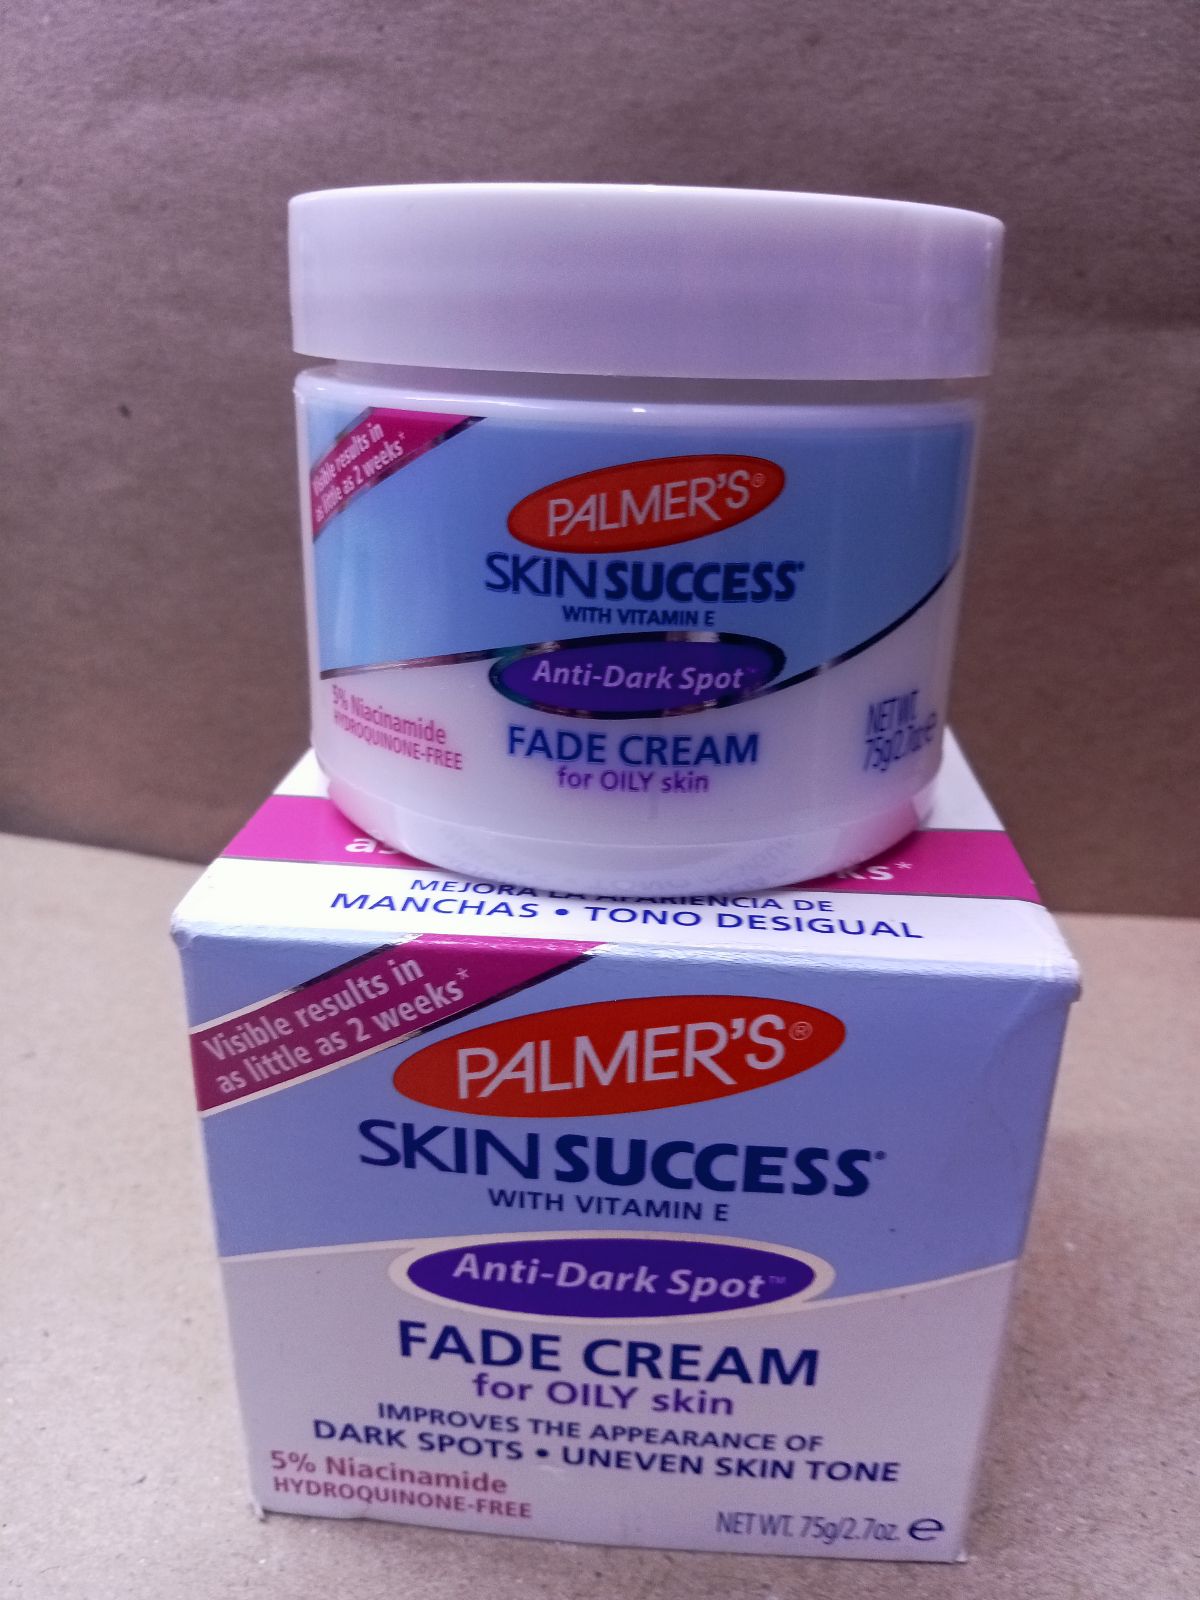 Visible results in
as little as 2 weeks*
PALMER'S®
SKIN SUCCESS®
WITH VITAMIN E
Anti-Dark Spot™
5% Niacinamide
HYDROQUINONE-FREE
FADE CREAM
for OILY skin
NET WT.
75g/2.7oz e
MEJORA LA APARIENCIA DE
MANCHAS • TONO DESIGUAL
Visible results in
as little as 2 weeks*
PALMER'S®
SKIN SUCCESS®
WITH VITAMIN E
Anti-Dark Spot™
FADE CREAM
for OILY skin
IMPROVES THE APPEARANCE OF
DARK SPOTS • UNEVEN SKIN TONE
5% Niacinamide
HYDROQUINONE-FREE
NET WT. 75g/2.7oz. e